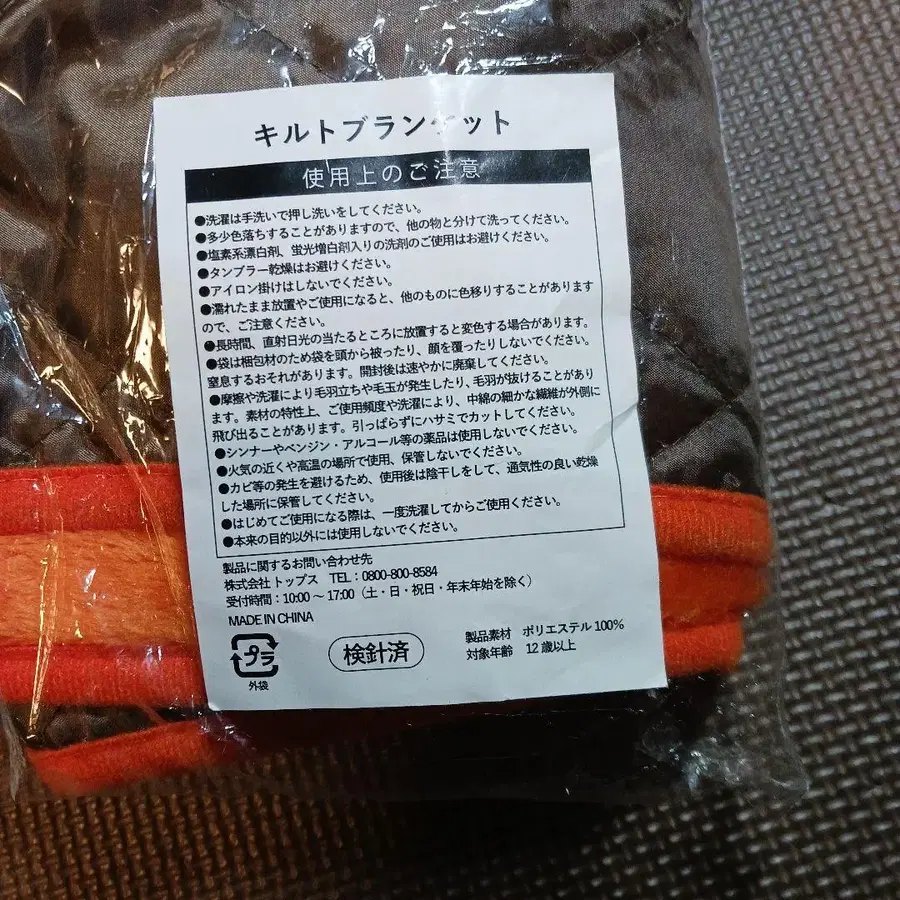 キルトブランケット
使用上のご注意
●洗濯は手洗いで押し洗いをしてください。
●多少色落ちすることがありますので、他の物と分けて洗ってください。
●塩素系漂白剤、蛍光増白剤入りの洗剤のご使用はお避けください。
●タンブラー乾燥はお避けください。
●アイロン掛けはしないでください。
●濡れたまま放置やご使用になると、他のものに色移りすることがあります
ので、ご注意ください。
●長時間、直射日光の当たるところに放置すると変色する場合があります。
●袋は梱包材のため袋を頭から被ったり、顔を覆ったりしないでください。
窒息するおそれがあります。開封後は速やかに廃棄してください。
●摩擦や洗濯により毛羽立ちや毛玉が発生したり、毛羽が抜けることがあり
ます。素材の特性上、ご使用頻度や洗濯により、中綿の細かな繊維が外側に
飛び出ることがあります。引っぱらずにハサミでカットしてください。
●シンナーやベンジン・アルコール等の薬品は使用しないでください。
●火気の近くや高温の場所で使用、保管しないでください。
●カビ等の発生を避けるため、使用後は陰干しをして、通気性の良い乾燥
した場所に保管してください。
●はじめてご使用になる際は、一度洗濯してからご使用ください。
●本来の目的以外には使用しないでください。
製品に関するお問い合わせ先
株式会社トップス TEL：0800-800-8584
受付時間：10:00～17:00（土・日・祝日・年末年始を除く）
MADE IN CHINA
プラ
外袋
検針済
製品素材 ポリエステル100%
対象年齢 12歳以上